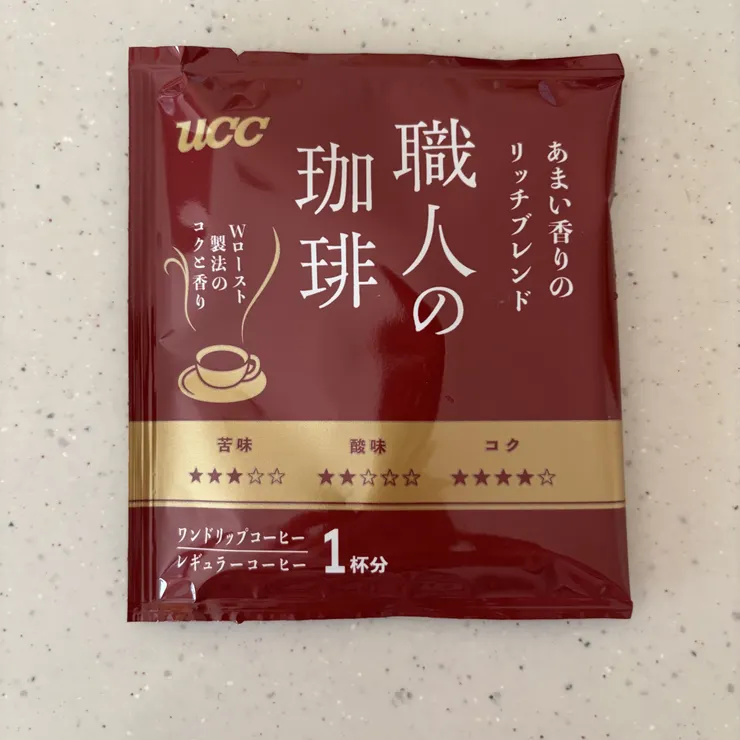 ucc
あまい香りの
リッチブレンド
職人の
珈琲
Wロースト
製法の
コクと香り
苦味
★★★☆☆
酸味
★★☆☆☆
コク
★★★★☆
ワンドリップコーヒー
レギュラーコーヒー
1杯分